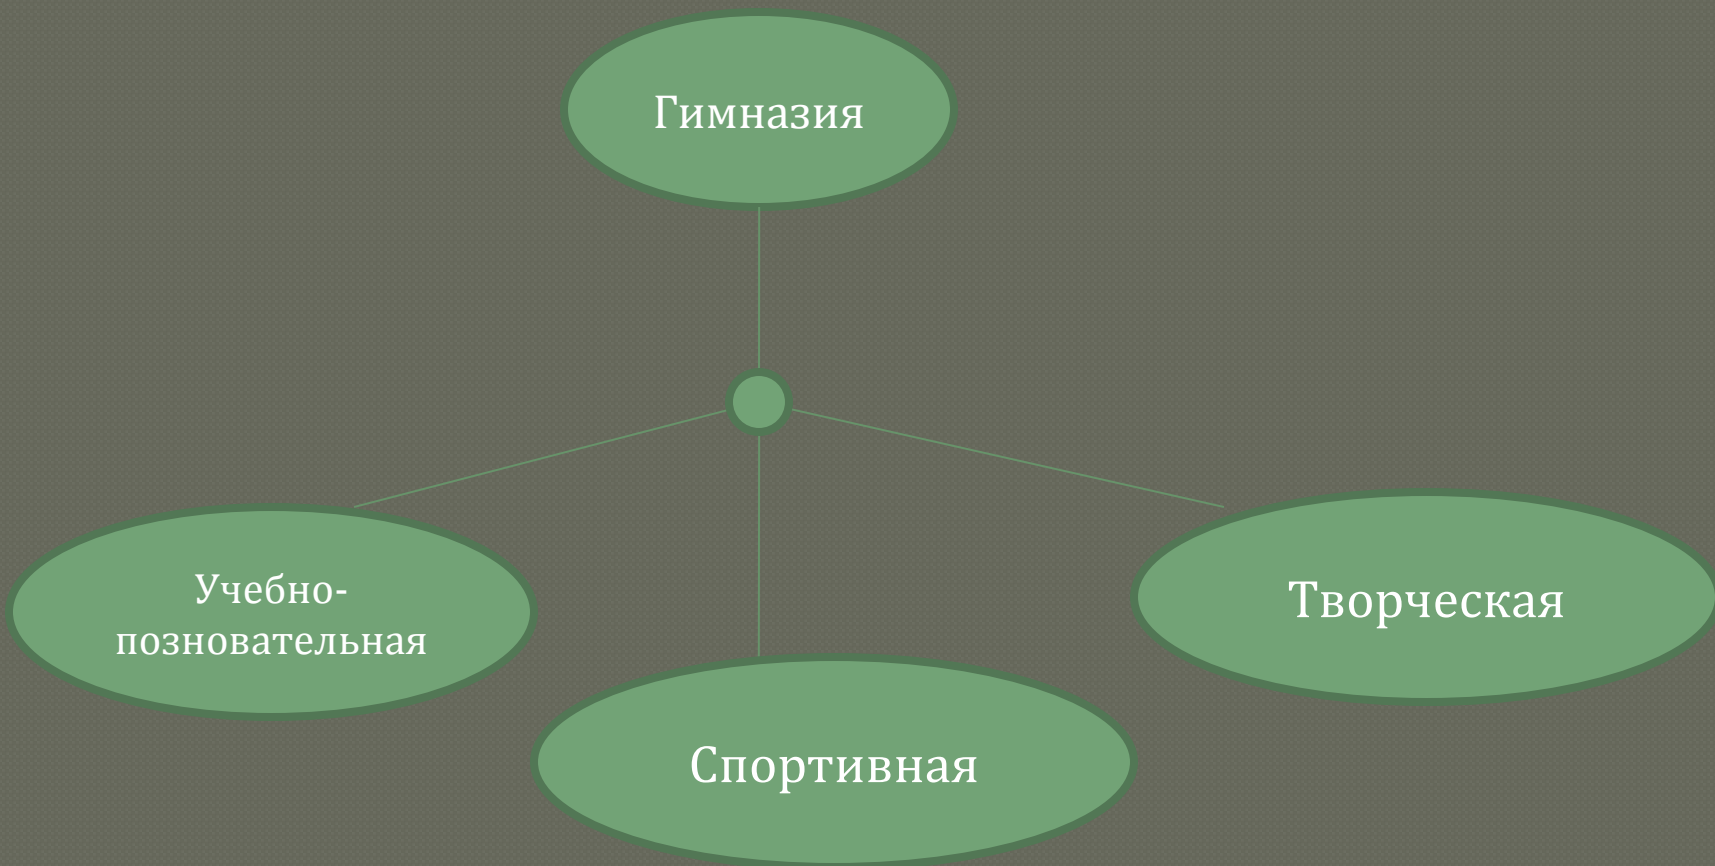 Гимназия
Учебно-
позновательная
Творческая
Спортивная